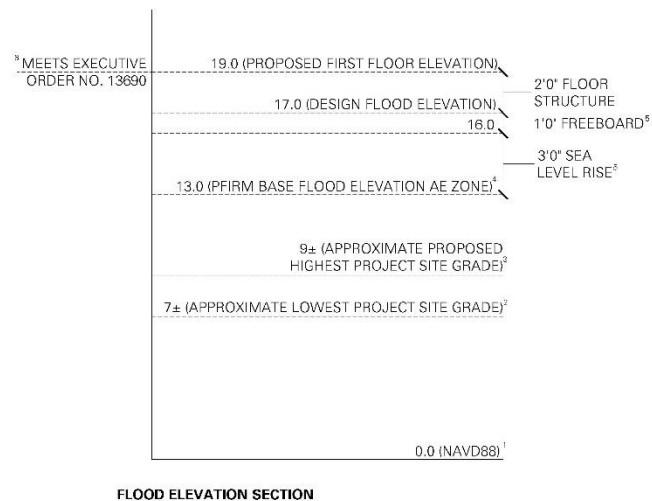 ⁸ MEETS EXECUTIVE
ORDER NO. 13690
19.0 (PROPOSED FIRST FLOOR ELEVATION)
2'0" FLOOR
STRUCTURE
17.0 (DESIGN FLOOD ELEVATION)
16.0
1'0" FREEBOARD⁵
3'0" SEA
LEVEL RISE⁵
13.0 (PFIRM BASE FLOOD ELEVATION AE ZONE)⁴
9± (APPROXIMATE PROPOSED
HIGHEST PROJECT SITE GRADE)³
7± (APPROXIMATE LOWEST PROJECT SITE GRADE)²
0.0 (NAVD88)¹
FLOOD ELEVATION SECTION